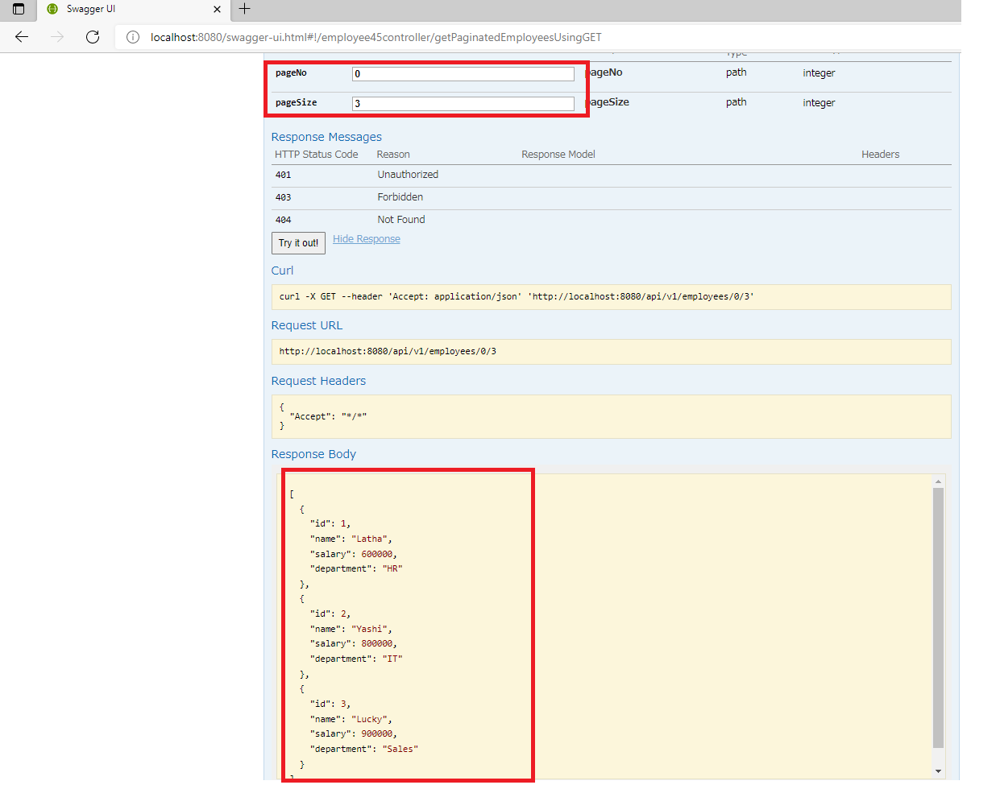 Swagger UI
localhost:8080/swagger-ui.html#!/employee45controller/getPaginatedEmployeesUsingGET
Type
pageNo 0 pageNo path integer
pageSize 3 pageSize path integer
Response Messages
HTTP Status Code Reason Response Model Headers
401 Unauthorized
403 Forbidden
404 Not Found
Try it out! Hide Response
Curl
curl -X GET --header 'Accept: application/json' 'http://localhost:8080/api/v1/employees/0/3'
Request URL
http://localhost:8080/api/v1/employees/0/3
Request Headers
{
"Accept": "*/*"
}
Response Body
[
{
"id": 1,
"name": "Latha",
"salary": 600000,
"department": "HR"
},
{
"id": 2,
"name": "Yashi",
"salary": 800000,
"department": "IT"
},
{
"id": 3,
"name": "Lucky",
"salary": 900000,
"department": "Sales"
}
]